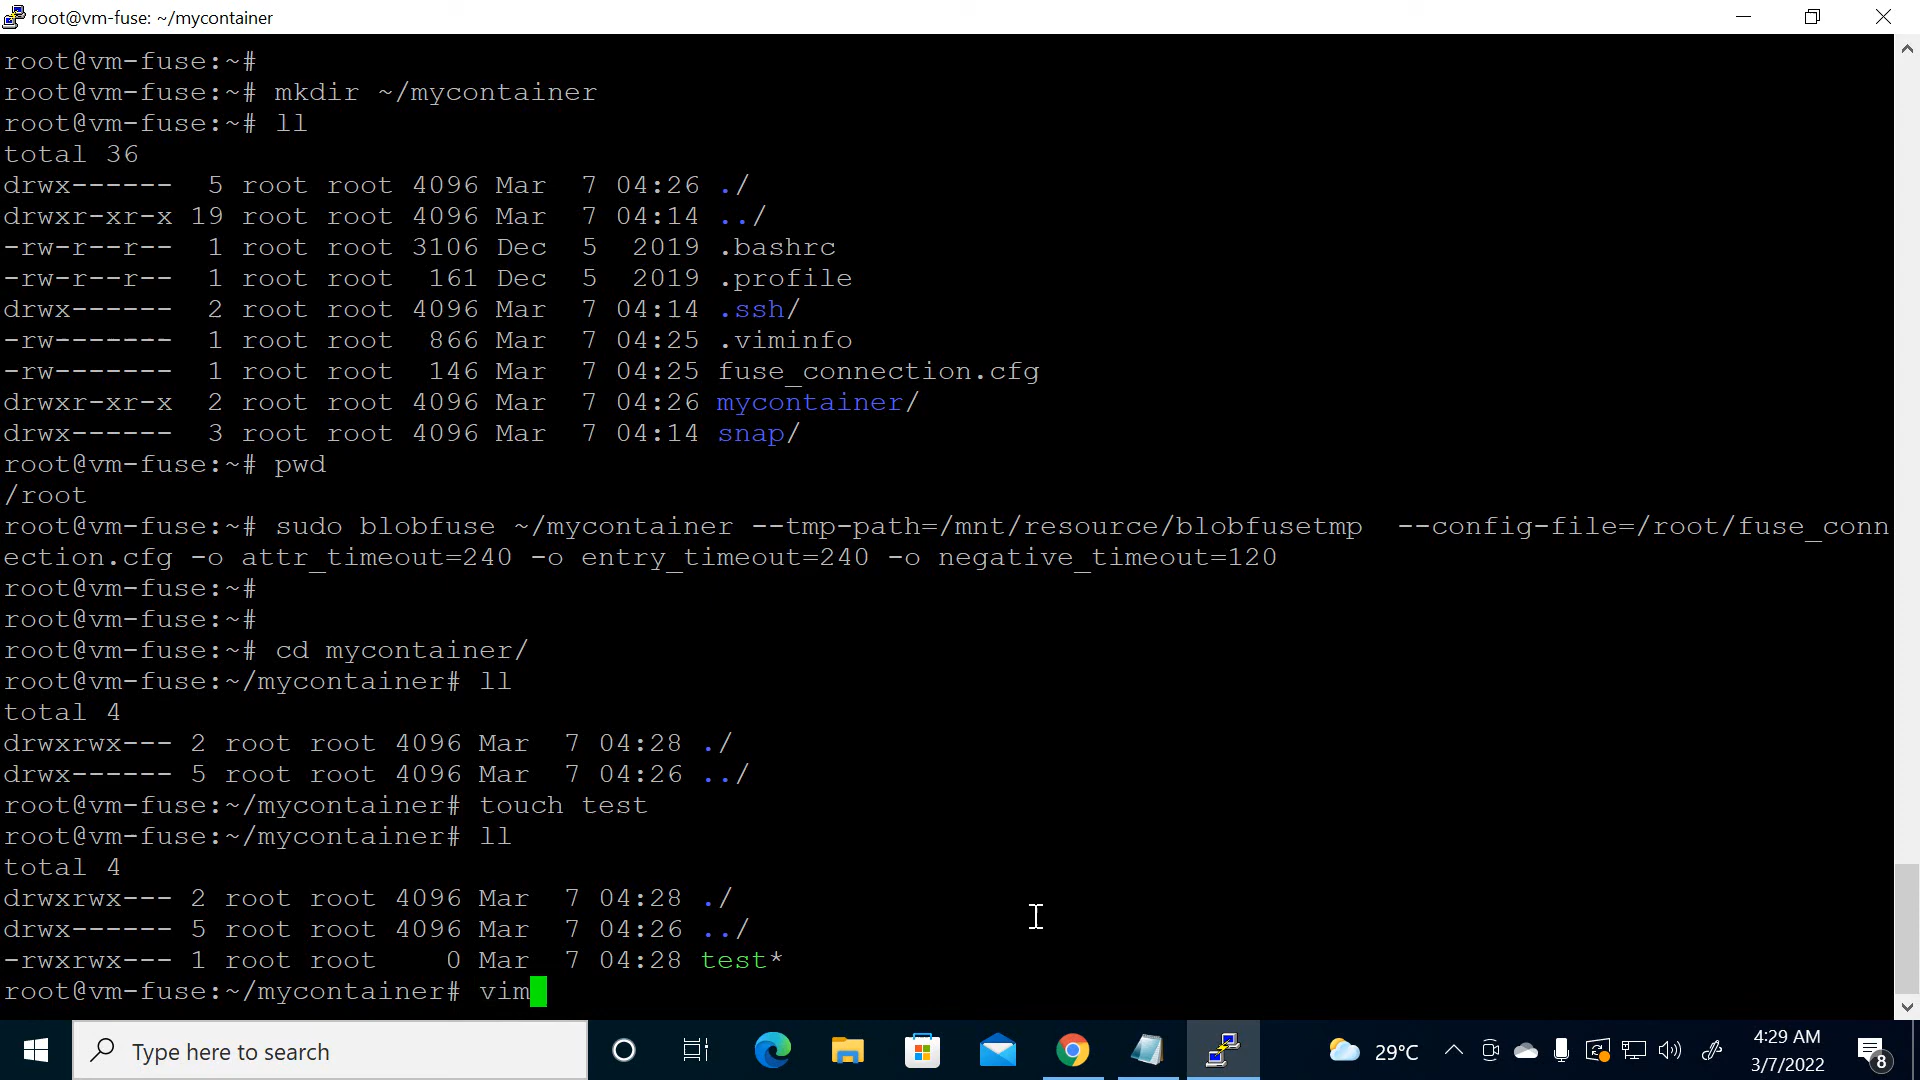 root@vm-fuse: ~/mycontainer
root@vm-fuse:~#
root@vm-fuse:~# mkdir ~/mycontainer
root@vm-fuse:~# ll
total 36
drwx------  5 root root 4096 Mar  7 04:26 ./
drwxr-xr-x 19 root root 4096 Mar  7 04:14 ../
-rw-r--r--  1 root root 3106 Dec  5  2019 .bashrc
-rw-r--r--  1 root root  161 Dec  5  2019 .profile
drwx------  2 root root 4096 Mar  7 04:14 .ssh/
-rw-------  1 root root  866 Mar  7 04:25 .viminfo
-rw-------  1 root root  146 Mar  7 04:25 fuse_connection.cfg
drwxr-xr-x  2 root root 4096 Mar  7 04:26 mycontainer/
drwx------  3 root root 4096 Mar  7 04:14 snap/
root@vm-fuse:~# pwd
/root
root@vm-fuse:~# sudo blobfuse ~/mycontainer --tmp-path=/mnt/resource/blobfusetmp  --config-file=/root/fuse_conn
ection.cfg -o attr_timeout=240 -o entry_timeout=240 -o negative_timeout=120
root@vm-fuse:~#
root@vm-fuse:~#
root@vm-fuse:~# cd mycontainer/
root@vm-fuse:~/mycontainer# ll
total 4
drwxrwx--- 2 root root 4096 Mar  7 04:28 ./
drwx------ 5 root root 4096 Mar  7 04:26 ../
root@vm-fuse:~/mycontainer# touch test
root@vm-fuse:~/mycontainer# ll
total 4
drwxrwx--- 2 root root 4096 Mar  7 04:28 ./
drwx------ 5 root root 4096 Mar  7 04:26 ../
-rwxrwx--- 1 root root    0 Mar  7 04:28 test*
root@vm-fuse:~/mycontainer# vim
Type here to search
29°C
4:29 AM
3/7/2022
8